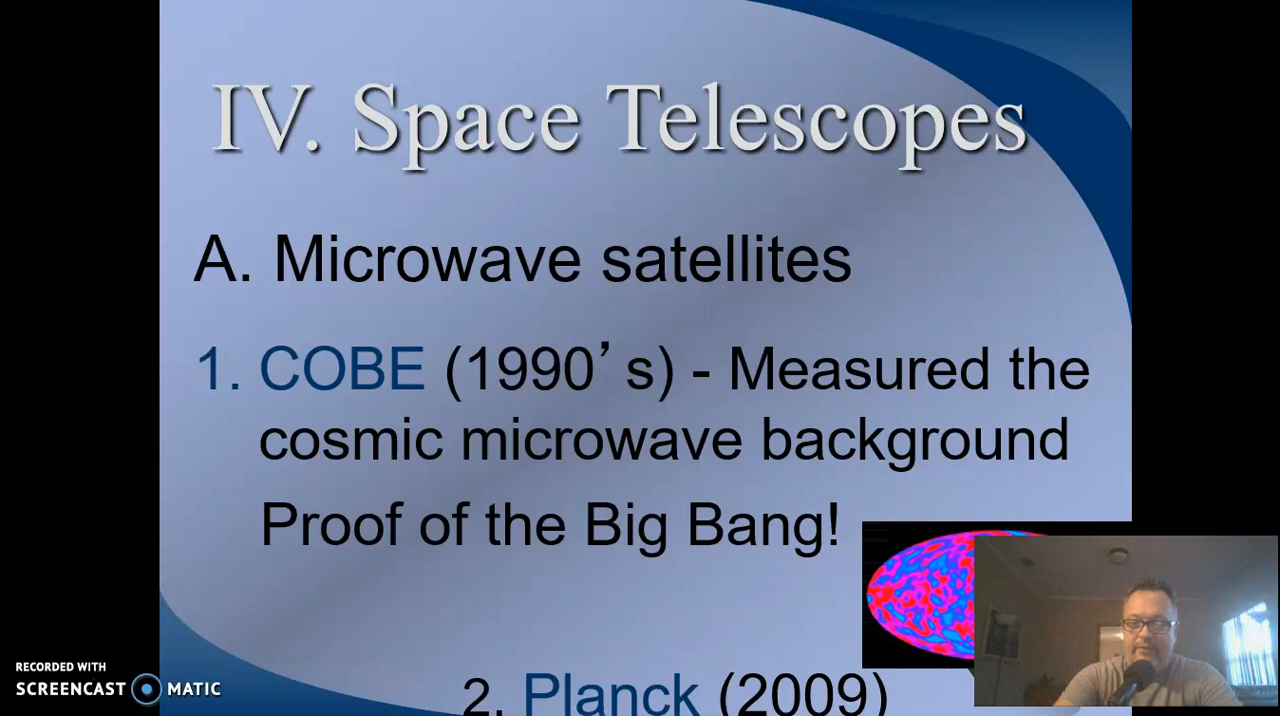 IV. Space Telescopes
A. Microwave satellites
1. COBE (1990’s) - Measured the
cosmic microwave background
Proof of the Big Bang!
2. Planck (2009)
RECORDED WITH
SCREENCAST MATIC